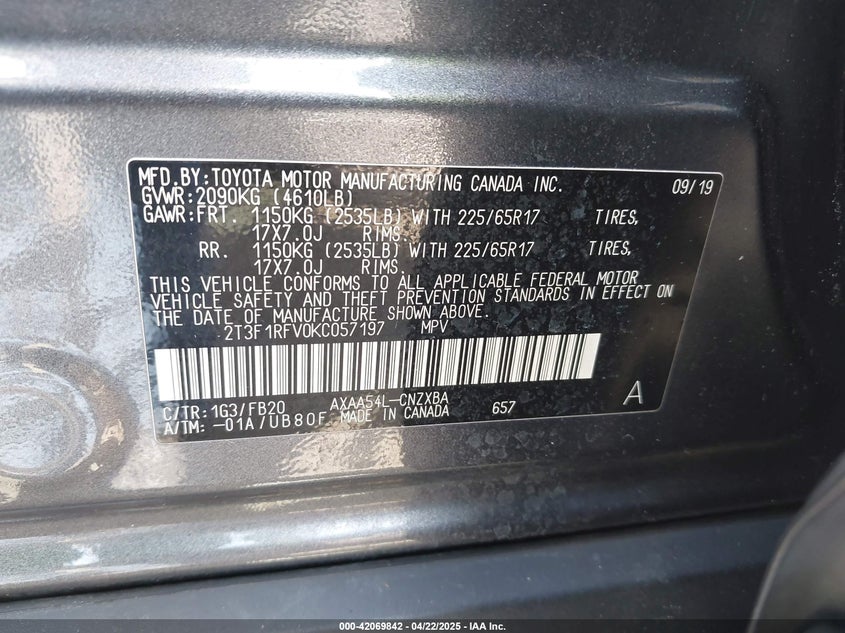 MFD.BY:TOYOTA MOTOR MANUFACTURING CANADA INC. 09/19
GVWR:2090KG (4610LB)
GAWR:FRT. 1150KG (2535LB) WITH 225/65R17 TIRES,
17X7.0J RIMS.
RR. 1150KG (2535LB) WITH 225/65R17 TIRES,
17X7.0J RIMS.
THIS VEHICLE CONFORMS TO ALL APPLICABLE FEDERAL MOTOR
VEHICLE SAFETY AND THEFT PREVENTION STANDARDS IN EFFECT ON
THE DATE OF MANUFACTURE SHOWN ABOVE.
2T3F1RFV0KC057197 MPV
C/TR: 1G3/FB20 AXAA54L-CNZXBA 657 A
A/TM: -01A/UB80F MADE IN CANADA
000-42069842 - 04/22/2025 - IAA Inc.